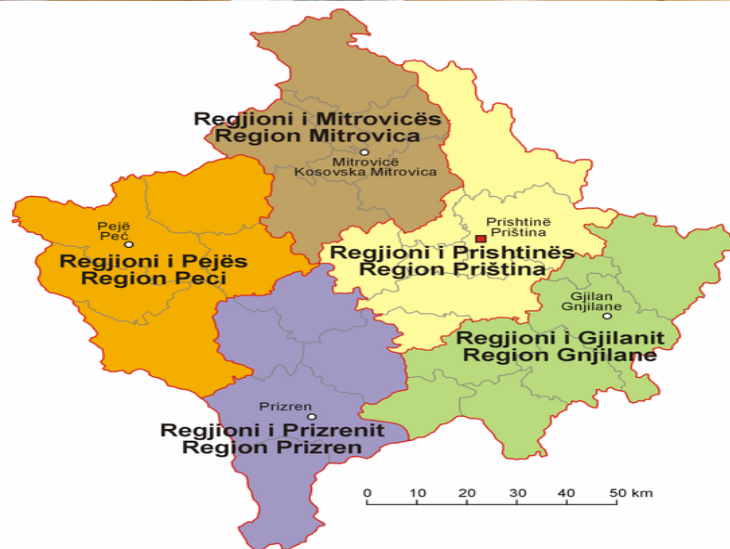 Regjioni i Mitrovicës
Region Mitrovica
Mitrovicë
Kosovska Mitrovica
Pejë
Peć
Regjioni i Pejës
Region Peci
Prishtinë
Priština
Regjioni i Prishtinës
Region Priština
Gjilan
Gnjilane
Regjioni i Gjilanit
Region Gnjilane
Prizren
Regjioni i Prizrenit
Region Prizren
0 10 20 30 40 50 km